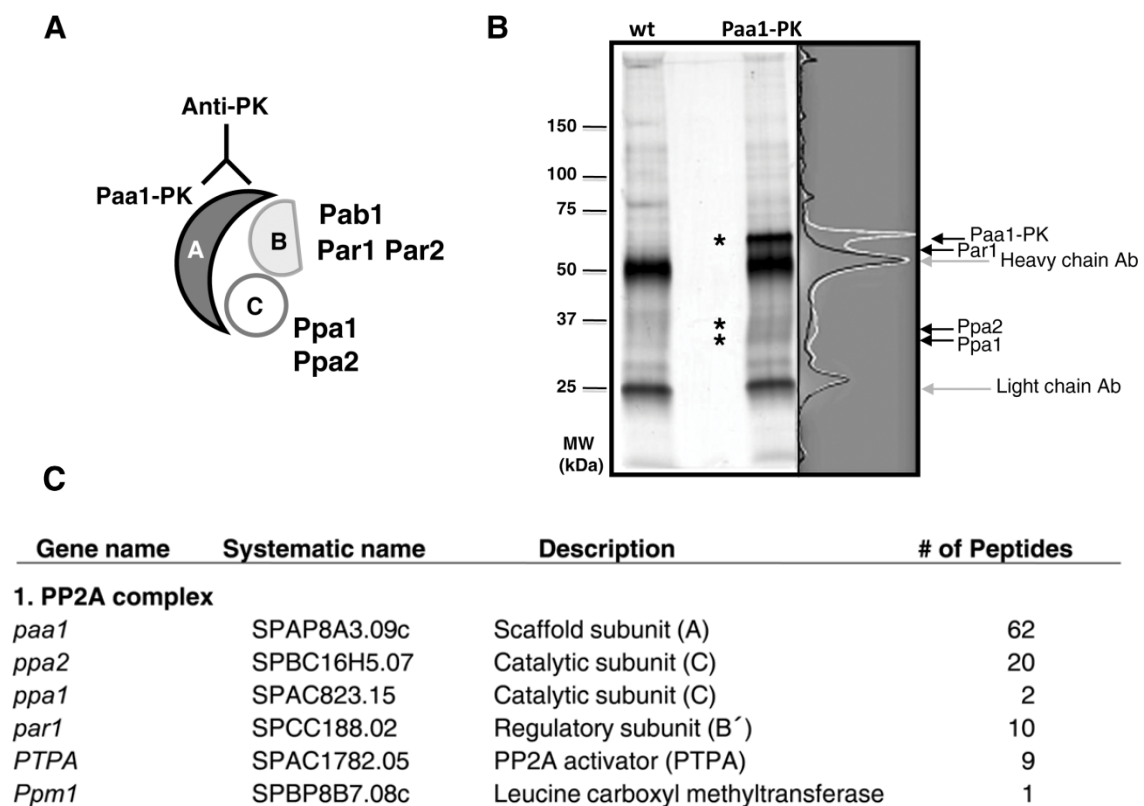 A
Anti-PK
Paa1-PK
A
B
C
Pab1
Par1 Par2
Ppa1
Ppa2
B
wt Paa1-PK
150
100
75
50
37
25
MW
(kDa)
*
*
*
Paa1-PK
Par1
Heavy chain Ab
Ppa2
Ppa1
Light chain Ab
C
Gene name Systematic name Description # of Peptides
1. PP2A complex
paa1 SPAP8A3.09c Scaffold subunit (A) 62
ppa2 SPBC16H5.07 Catalytic subunit (C) 20
ppa1 SPAC823.15 Catalytic subunit (C) 2
par1 SPCC188.02 Regulatory subunit (B´) 10
PTPA SPAC1782.05 PP2A activator (PTPA) 9
Ppm1 SPBP8B7.08c Leucine carboxyl methyltransferase 1